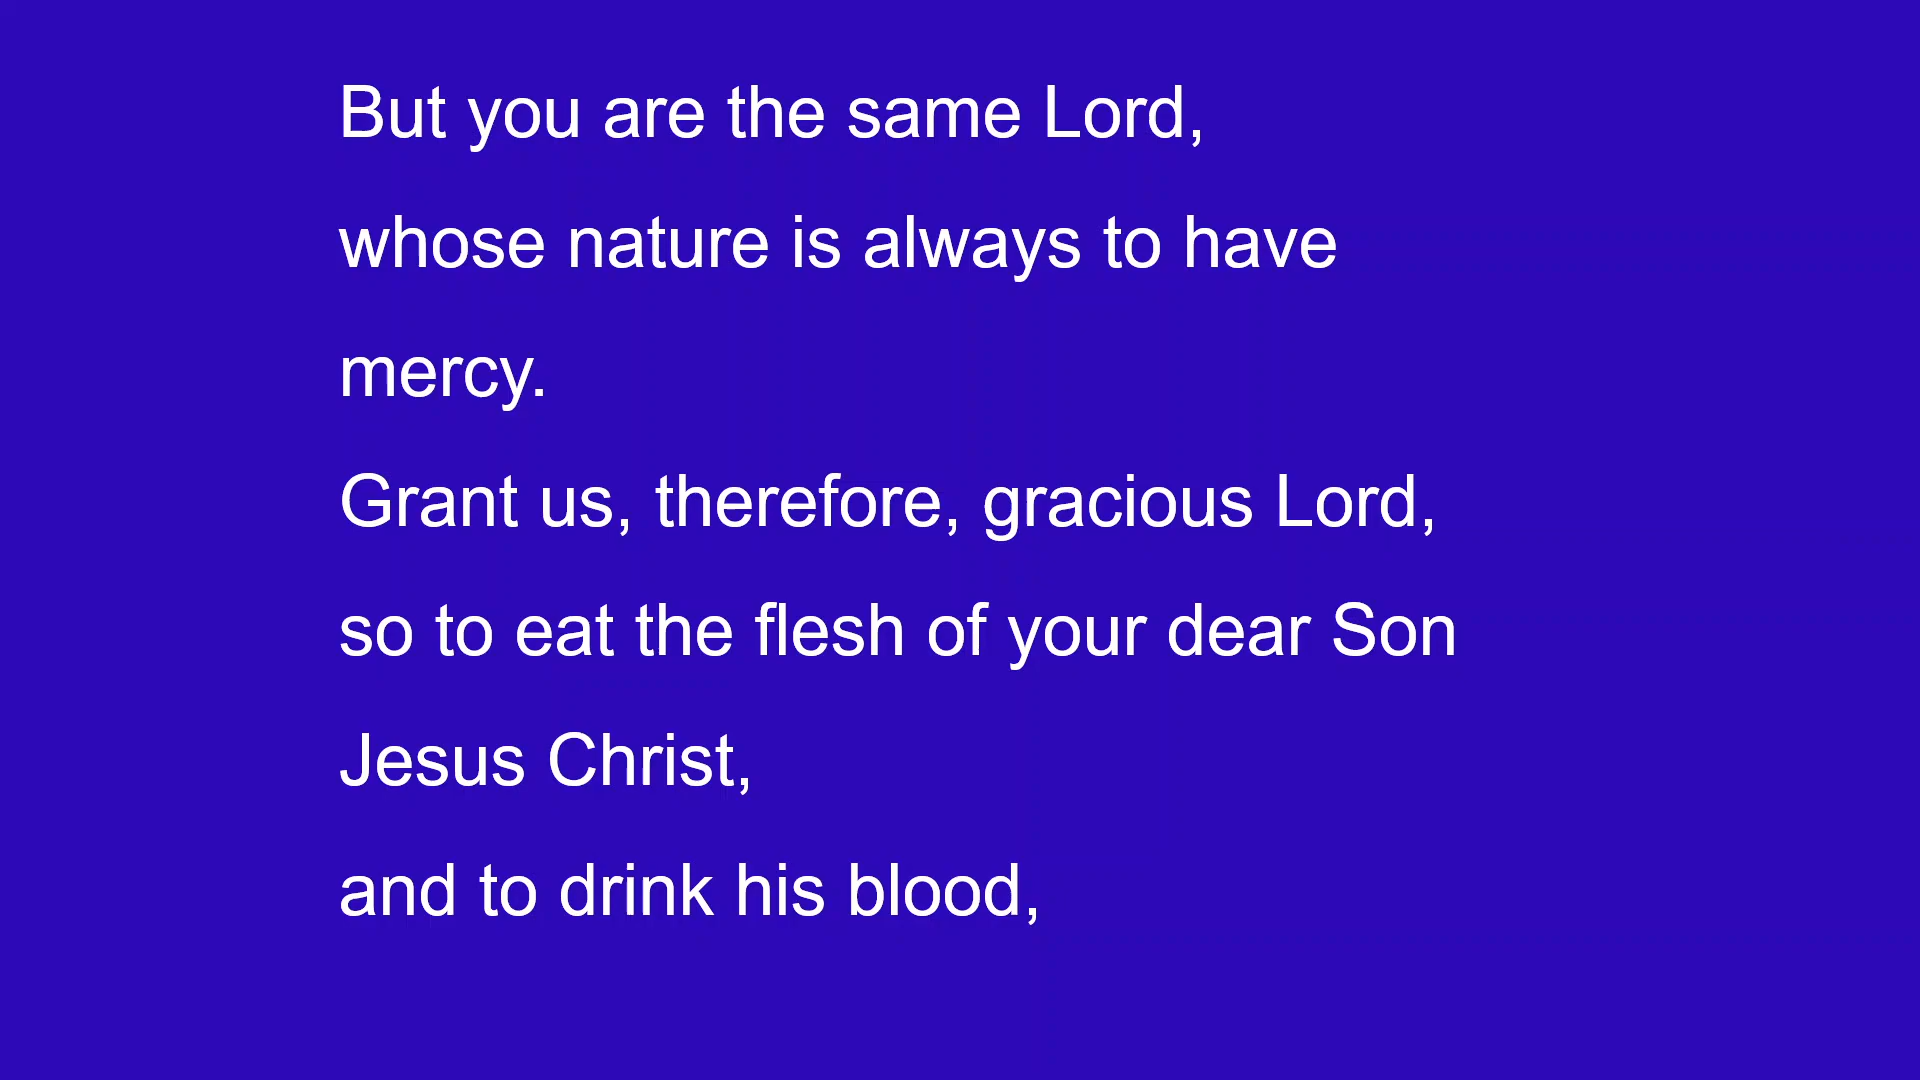 But you are the same Lord,
whose nature is always to have
mercy.
Grant us, therefore, gracious Lord,
so to eat the flesh of your dear Son
Jesus Christ,
and to drink his blood,